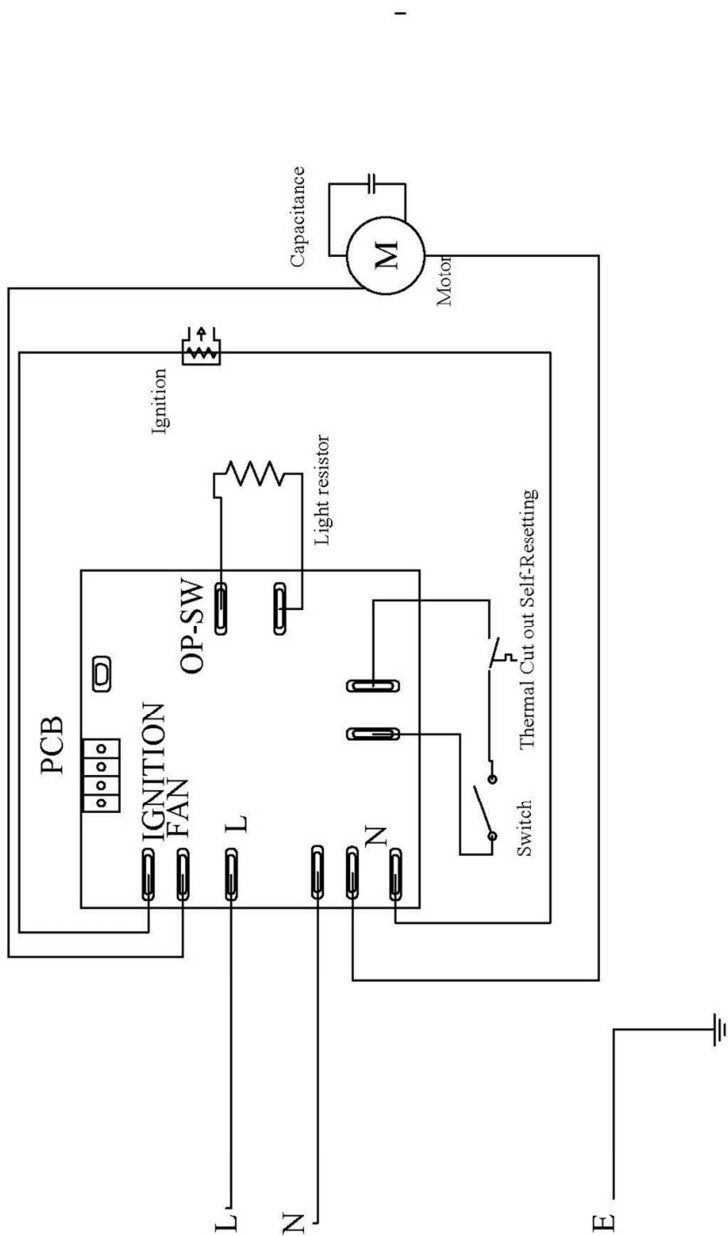 PCB
IGNITION
FAN
L
N
OP-SW
Ignition
Capacitance
M
Motor
Light resistor
Switch
Thermal Cut out Self-Resetting
L
N
E